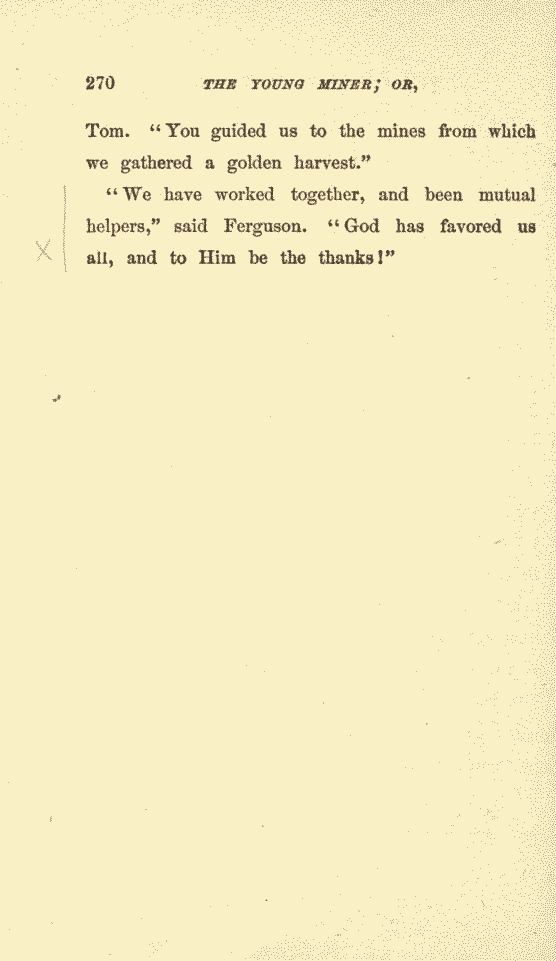 270 THE YOUNG MINER; OR,
Tom. “You guided us to the mines from which
we gathered a golden harvest.”
“We have worked together, and been mutual
helpers,” said Ferguson. “God has favored us
all, and to Him be the thanks!”